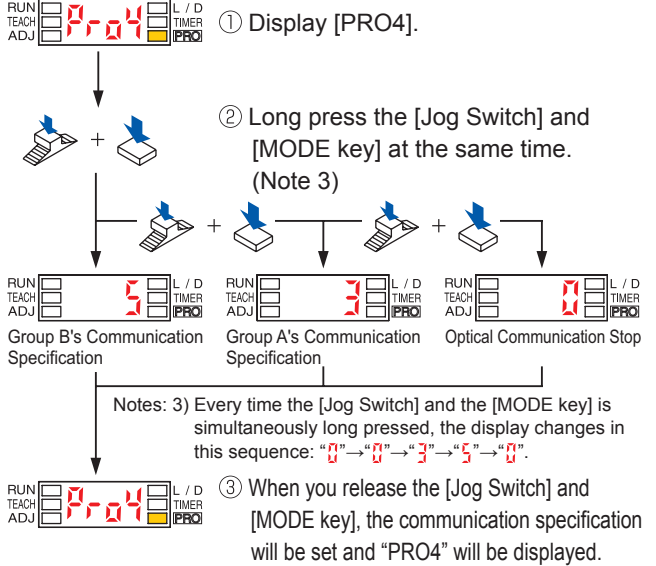 RUN Pro4 L / D
TEACH TIMER
ADJ PRO
① Display [PRO4].
② Long press the [Jog Switch] and
[MODE key] at the same time.
(Note 3)
+
+ +
RUN 5 L / D
TEACH TIMER
ADJ PRO
Group B's Communication
Specification
RUN 3 L / D
TEACH TIMER
ADJ PRO
Group A's Communication
Specification
RUN 0 L / D
TEACH TIMER
ADJ PRO
Optical Communication Stop
Notes: 3) Every time the [Jog Switch] and the [MODE key] is
simultaneously long pressed, the display changes in
this sequence: “0”→“0”→“3”→“5”→“0”.
RUN Pro4 L / D
TEACH TIMER
ADJ PRO
③ When you release the [Jog Switch] and
[MODE key], the communication specification
will be set and “PRO4” will be displayed.